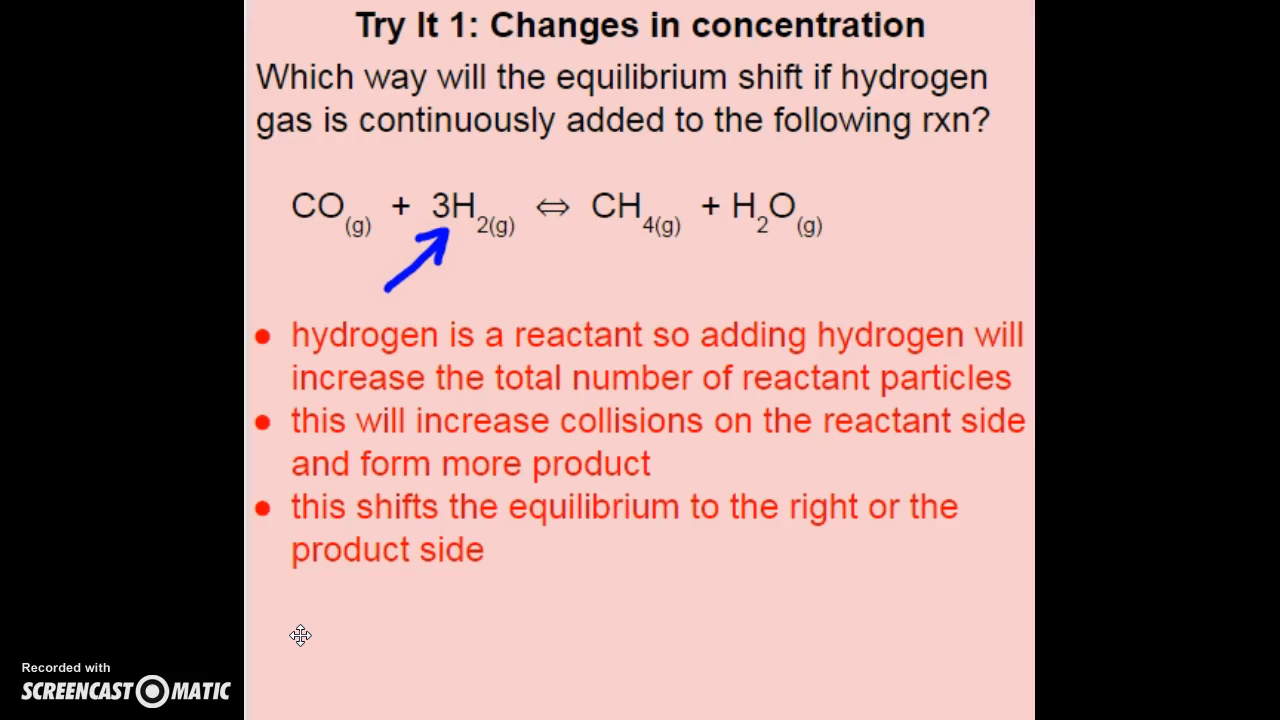 Try It 1: Changes in concentration
Which way will the equilibrium shift if hydrogen
gas is continuously added to the following rxn?
CO(g) + 3H2(g) ⇔ CH4(g) + H2O(g)
• hydrogen is a reactant so adding hydrogen will
increase the total number of reactant particles
• this will increase collisions on the reactant side
and form more product
• this shifts the equilibrium to the right or the
product side
Recorded with
SCREENCAST-O-MATIC